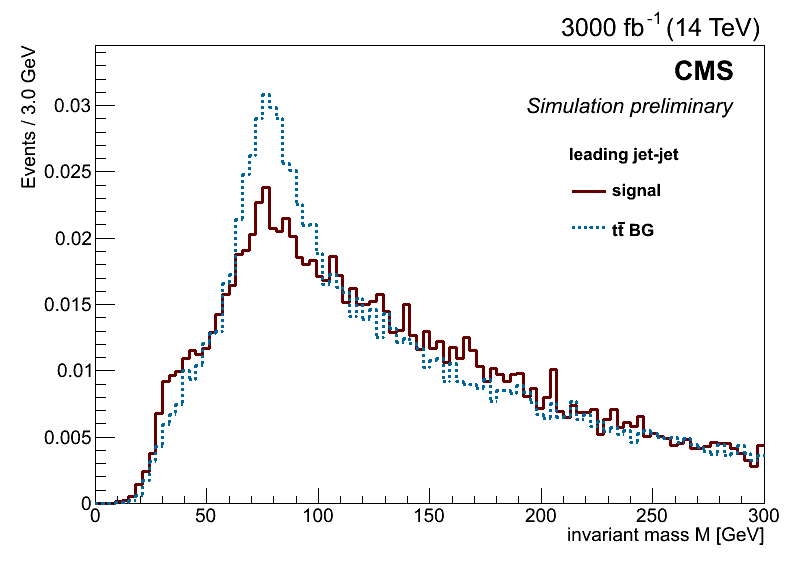 3000 fb⁻¹ (14 TeV)
CMS
Simulation preliminary
leading jet-jet
signal
tt̄ BG
Events / 3.0 GeV
0.03
0.025
0.02
0.015
0.01
0.005
0
0 50 100 150 200 250 300
invariant mass M [GeV]